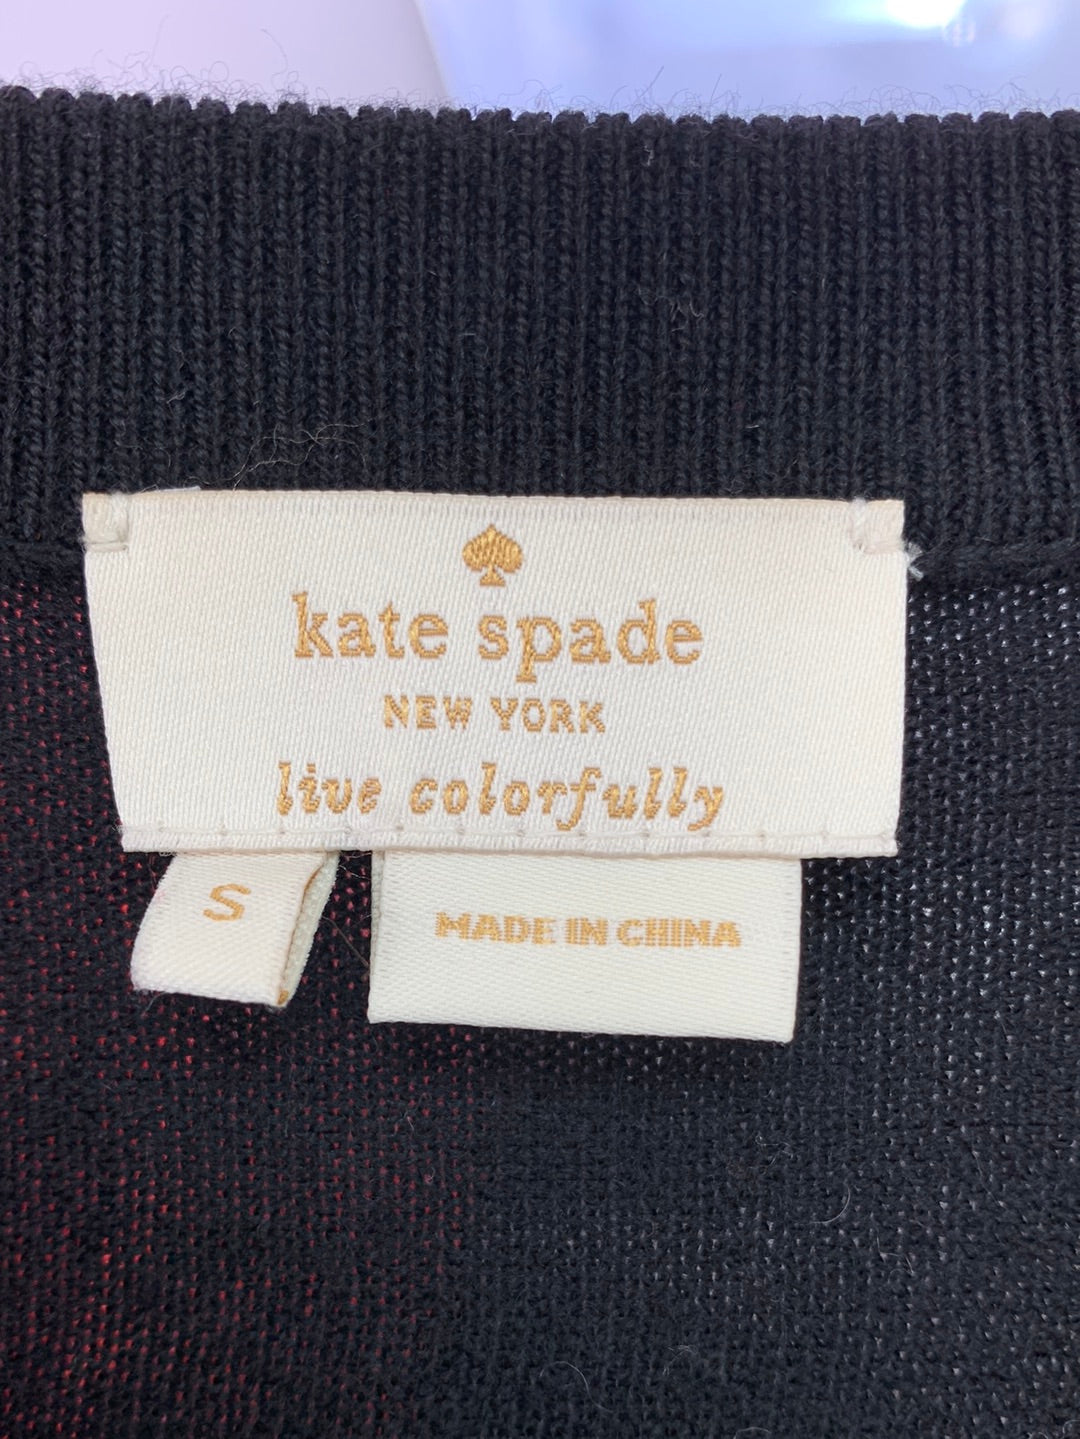 kate spade
NEW YORK
live colorfully
S
MADE IN CHINA